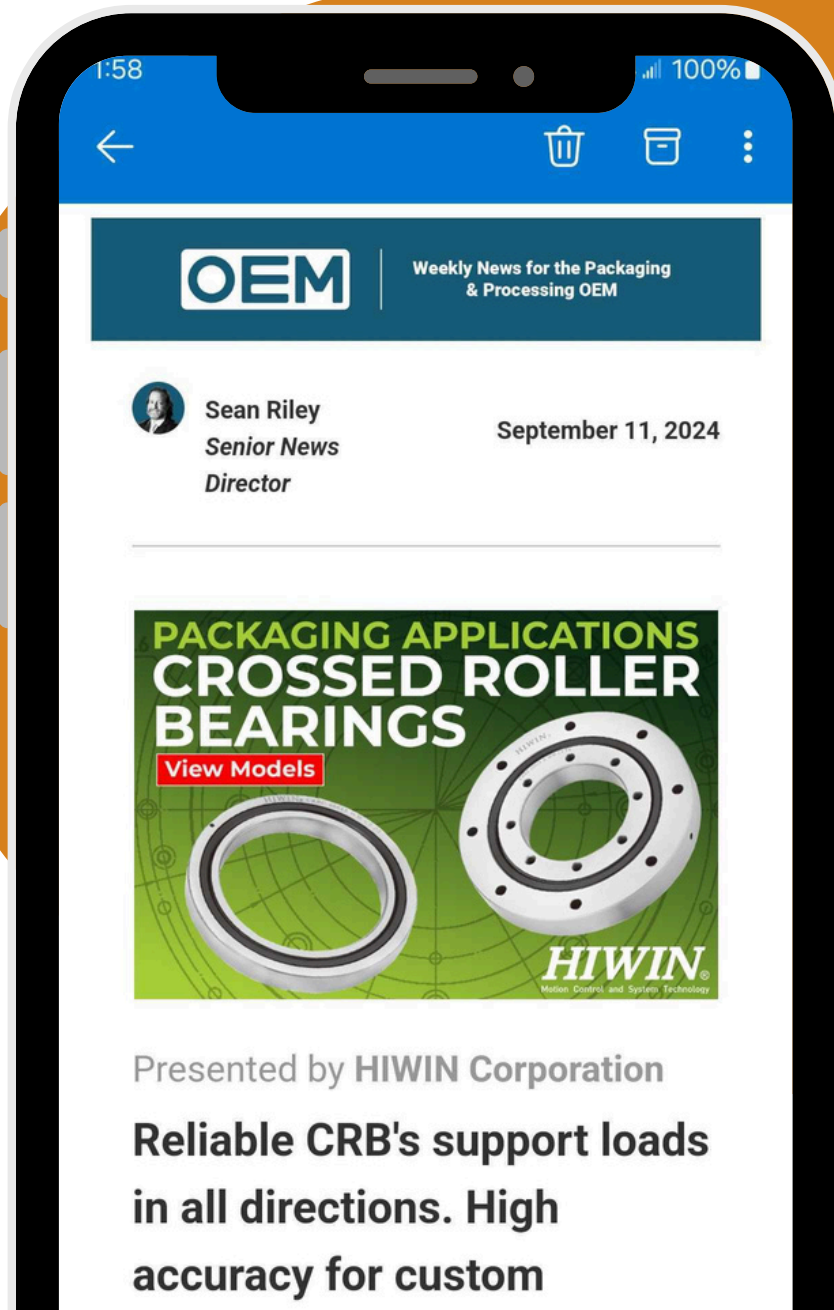 1:58
100%
OEM
Weekly News for the Packaging
& Processing OEM
Sean Riley
Senior News
Director
September 11, 2024
PACKAGING APPLICATIONS
CROSSED ROLLER
BEARINGS
View Models
HIWIN
HIWIN
HIWIN®
Motion Control and System Technology
Presented by HIWIN Corporation
Reliable CRB's support loads
in all directions. High
accuracy for custom